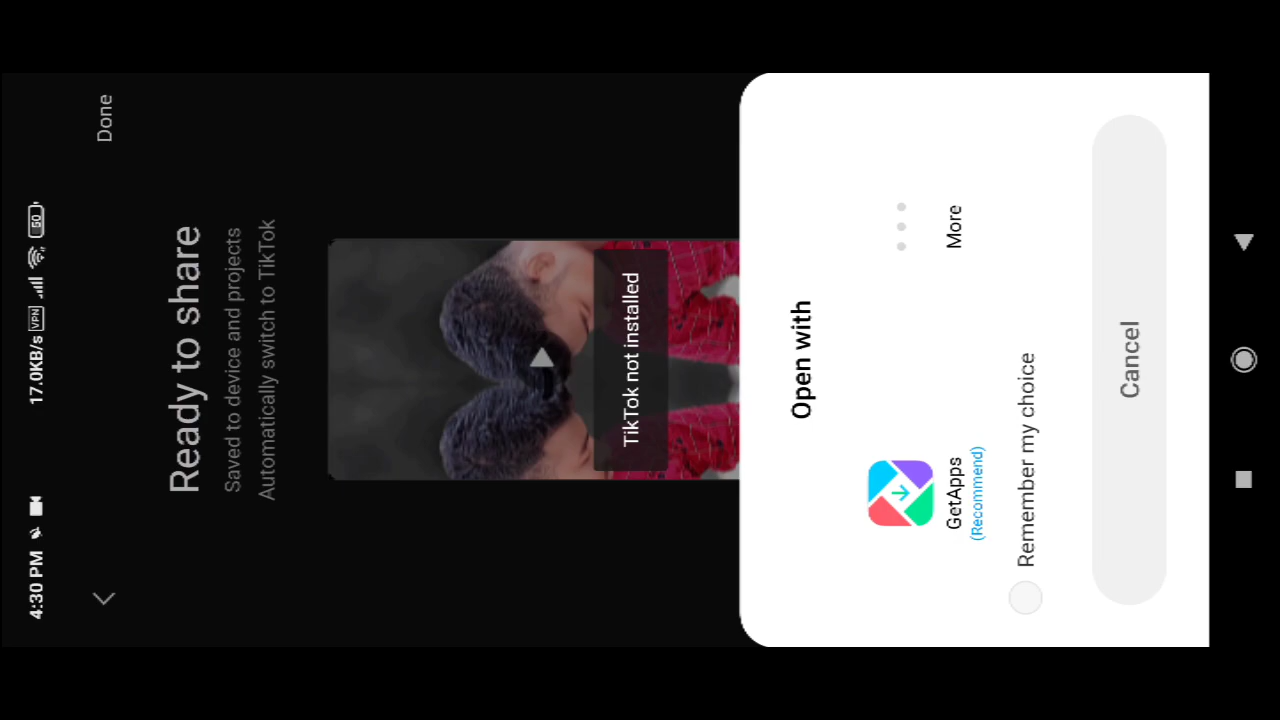 4:30 PM 17.0KB/s VPN 50
Done
Ready to share
Saved to device and projects
Automatically switch to TikTok
TikTok not installed
Open with
GetApps
(Recommend)
More
Remember my choice
Cancel